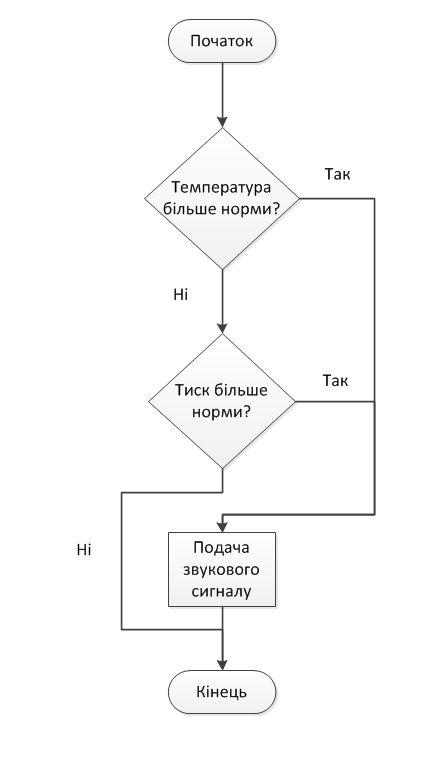 Початок
Температура
більше норми?
Так
Ні
Тиск більше
норми?
Так
Ні
Подача
звукового
сигналу
Кінець